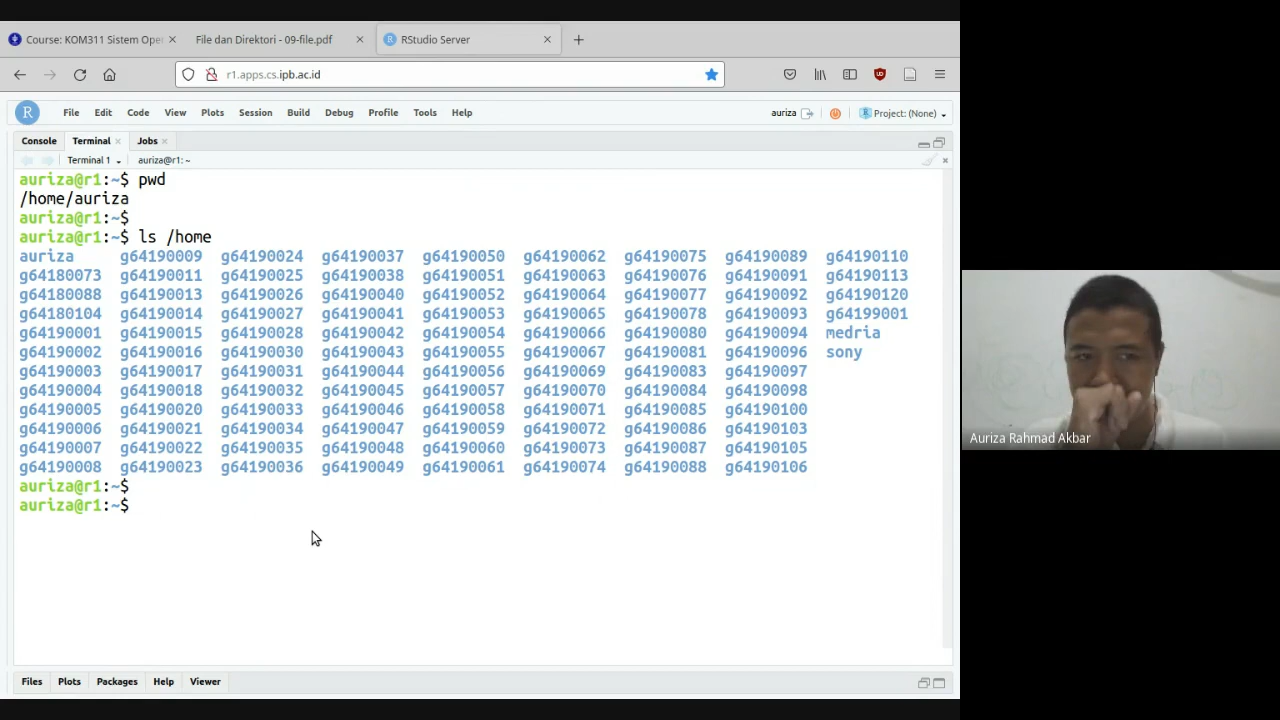 Course: KOM311 Sistem Ope
File dan Direktori - 09-file.pdf
RStudio Server
r1.apps.cs.ipb.ac.id
R File Edit Code View Plots Session Build Debug Profile Tools Help auriza Project: (None)
Console Terminal Jobs
Terminal 1 auriza@r1: ~
auriza@r1:~$ pwd
/home/auriza
auriza@r1:~$
auriza@r1:~$ ls /home
auriza g64190009 g64190024 g64190037 g64190050 g64190062 g64190075 g64190089 g64190110
g64180073 g64190011 g64190025 g64190038 g64190051 g64190063 g64190076 g64190091 g64190113
g64180088 g64190013 g64190026 g64190040 g64190052 g64190064 g64190077 g64190092 g64190120
g64180104 g64190014 g64190027 g64190041 g64190053 g64190065 g64190078 g64190093 g64199001
g64190001 g64190015 g64190028 g64190042 g64190054 g64190066 g64190080 g64190094 medria
g64190002 g64190016 g64190030 g64190043 g64190055 g64190067 g64190081 g64190096 sony
g64190003 g64190017 g64190031 g64190044 g64190056 g64190069 g64190083 g64190097
g64190004 g64190018 g64190032 g64190045 g64190057 g64190070 g64190084 g64190098
g64190005 g64190020 g64190033 g64190046 g64190058 g64190071 g64190085 g64190100
g64190006 g64190021 g64190034 g64190047 g64190059 g64190072 g64190086 g64190103
g64190007 g64190022 g64190035 g64190048 g64190060 g64190073 g64190087 g64190105
g64190008 g64190023 g64190036 g64190049 g64190061 g64190074 g64190088 g64190106
auriza@r1:~$
auriza@r1:~$
Files Plots Packages Help Viewer
Auriza Rahmad Akbar